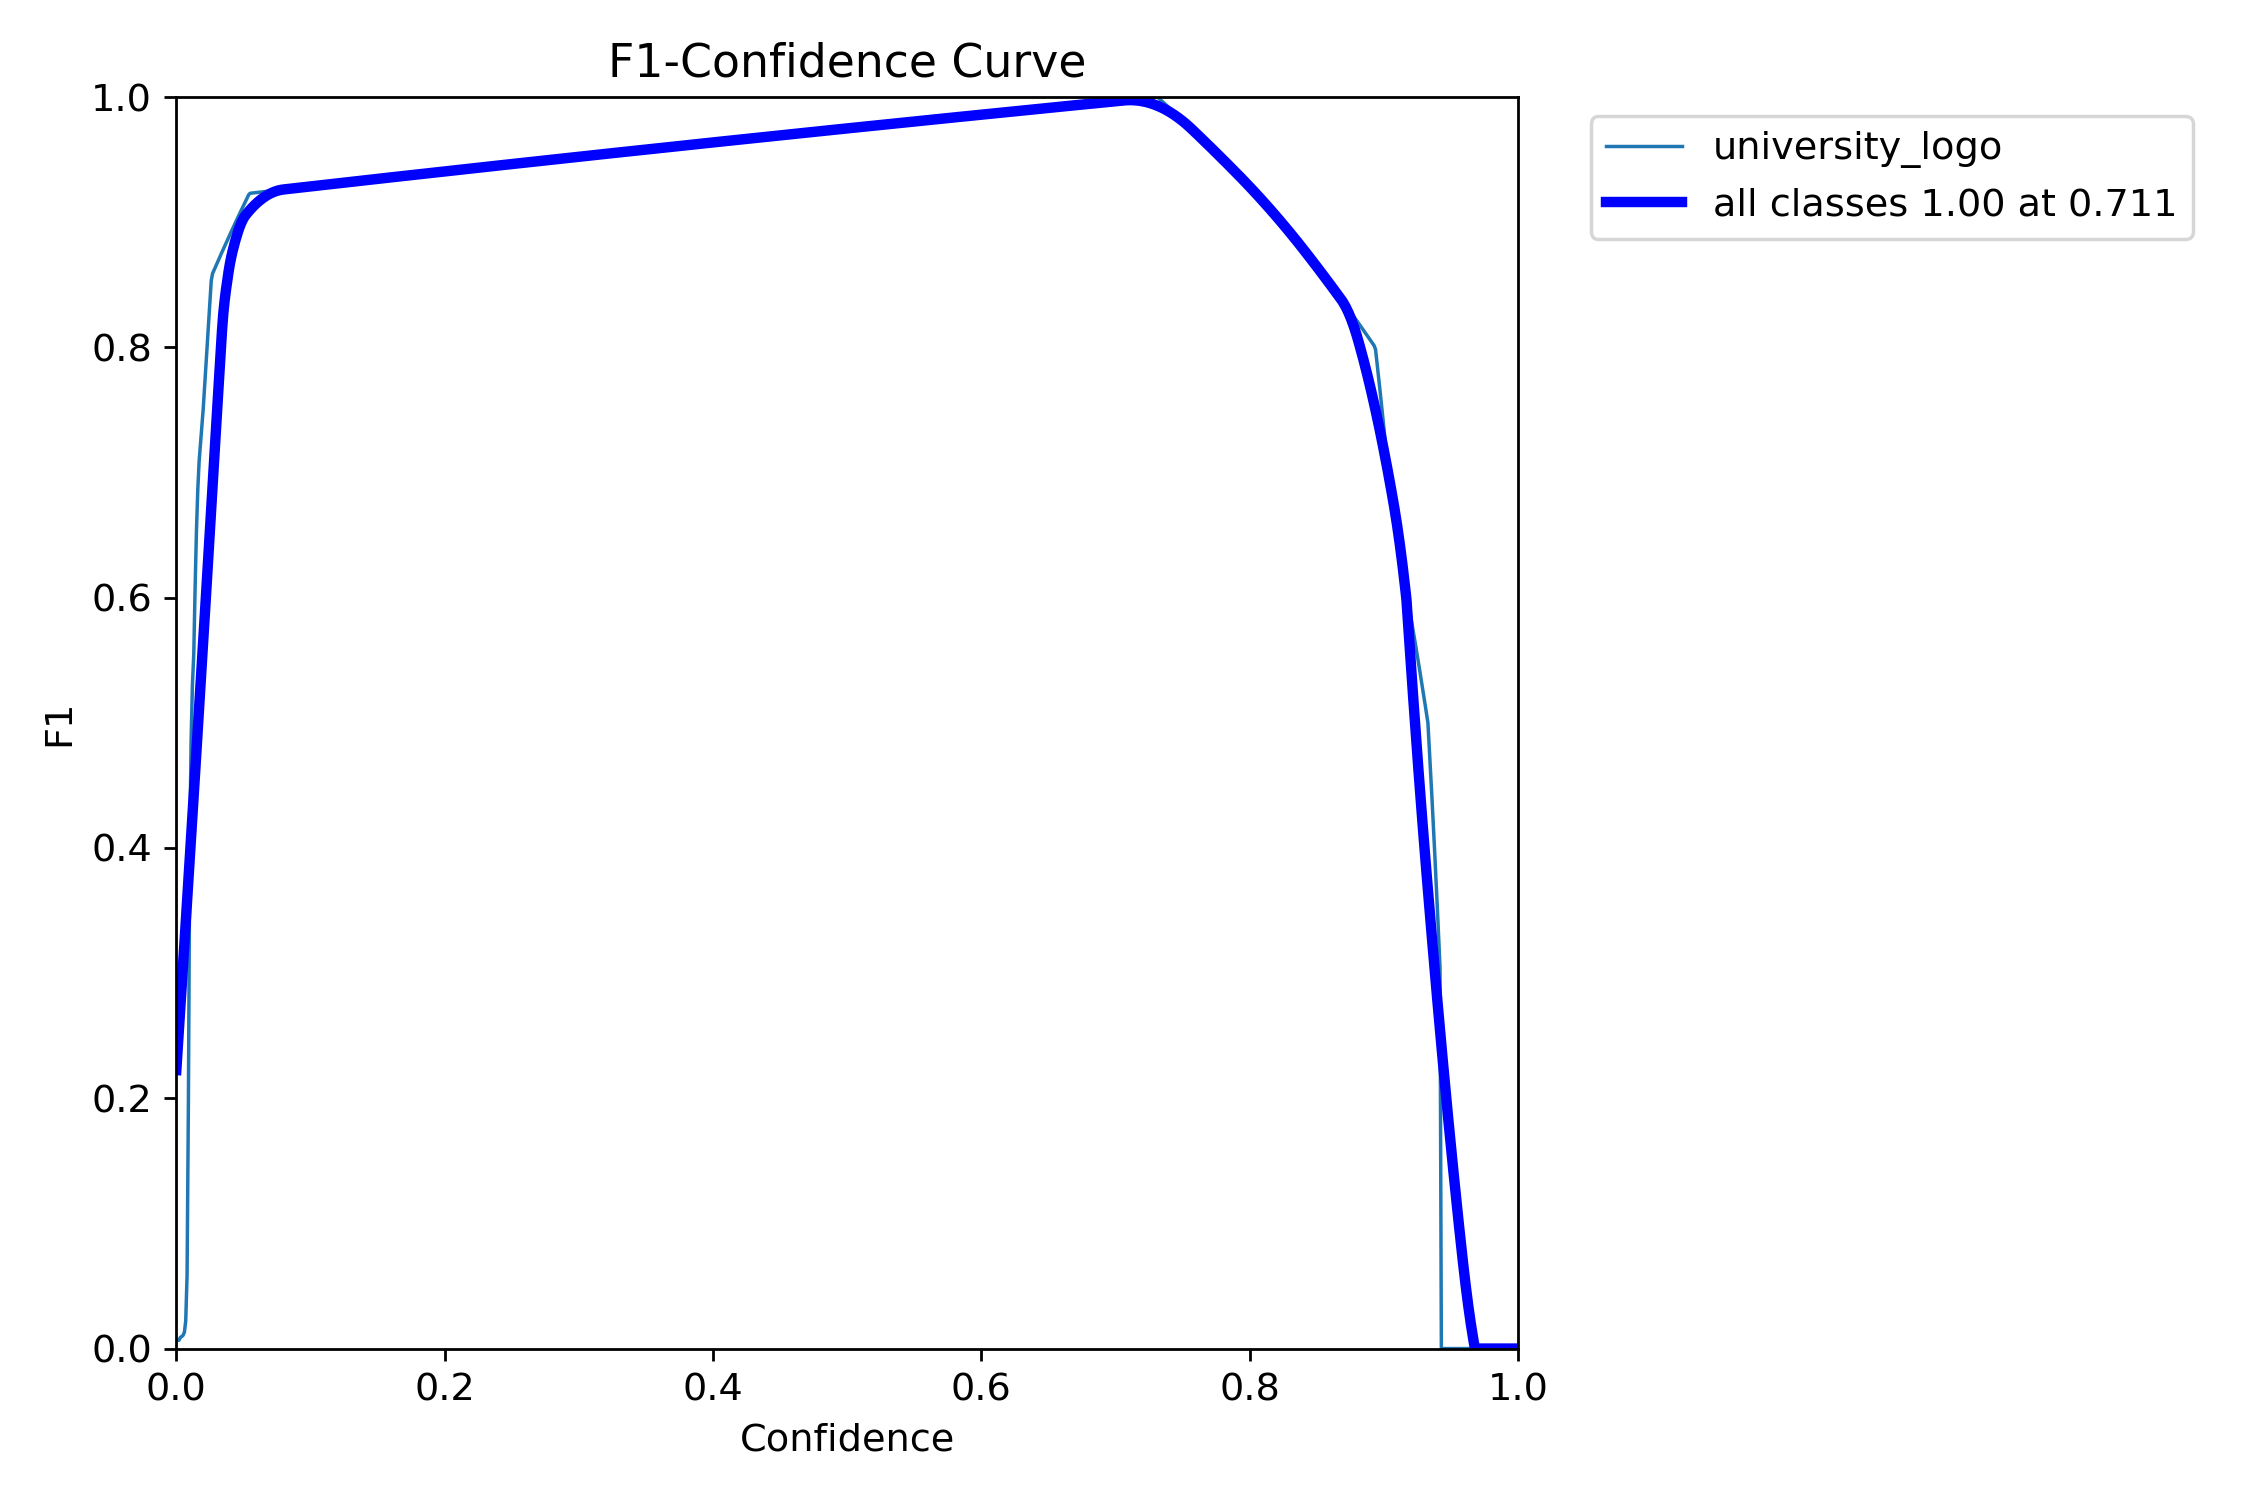 F1-Confidence Curve
university_logo
all classes 1.00 at 0.711
1.0
0.8
0.6
0.4
0.2
0.0
F1
0.0 0.2 0.4 0.6 0.8 1.0
Confidence